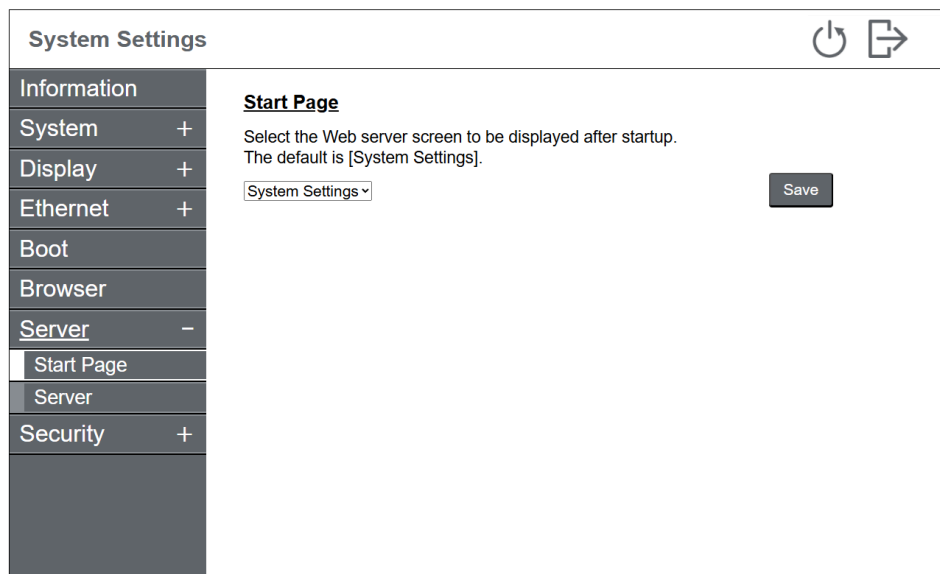 System Settings
Information
System +
Display +
Ethernet +
Boot
Browser
Server −
Start Page
Server
Security +
Start Page
Select the Web server screen to be displayed after startup.
The default is [System Settings].
System Settings
Save